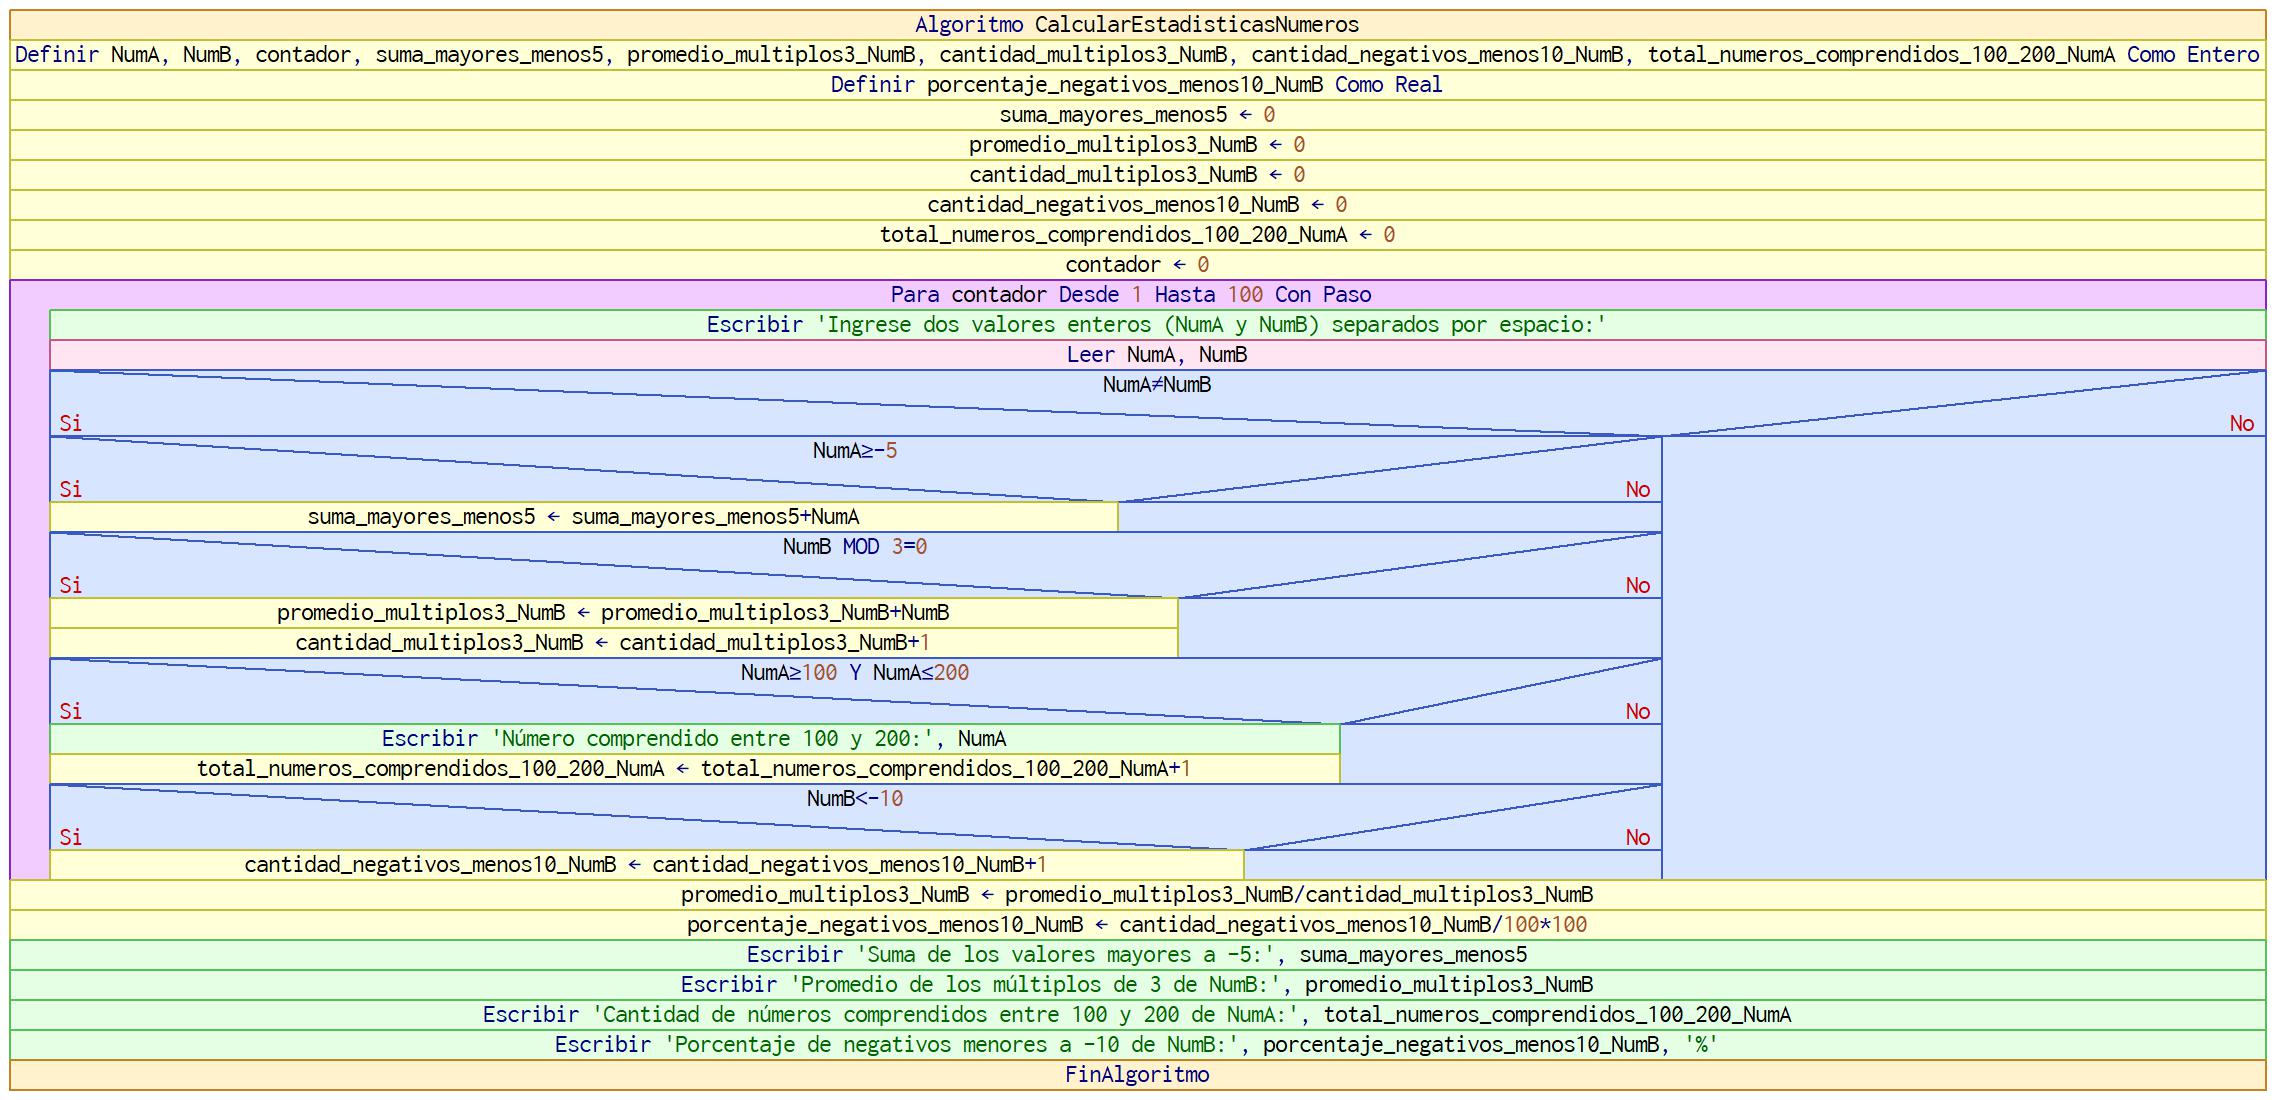 Algoritmo CalcularEstadisticasNumeros
Definir NumA, NumB, contador, suma_mayores_menos5, promedio_multiplos3_NumB, cantidad_multiplos3_NumB, cantidad_negativos_menos10_NumB, total_numeros_comprendidos_100_200_NumA Como Entero
Definir porcentaje_negativos_menos10_NumB Como Real
suma_mayores_menos5 ← 0
promedio_multiplos3_NumB ← 0
cantidad_multiplos3_NumB ← 0
cantidad_negativos_menos10_NumB ← 0
total_numeros_comprendidos_100_200_NumA ← 0
contador ← 0
Para contador Desde 1 Hasta 100 Con Paso
Escribir 'Ingrese dos valores enteros (NumA y NumB) separados por espacio:'
Leer NumA, NumB
NumA≠NumB
Si No
NumA≥-5
Si No
suma_mayores_menos5 ← suma_mayores_menos5+NumA
NumB MOD 3=0
Si No
promedio_multiplos3_NumB ← promedio_multiplos3_NumB+NumB
cantidad_multiplos3_NumB ← cantidad_multiplos3_NumB+1
NumA≥100 Y NumA≤200
Si No
Escribir 'Número comprendido entre 100 y 200:', NumA
total_numeros_comprendidos_100_200_NumA ← total_numeros_comprendidos_100_200_NumA+1
NumB<-10
Si No
cantidad_negativos_menos10_NumB ← cantidad_negativos_menos10_NumB+1
promedio_multiplos3_NumB ← promedio_multiplos3_NumB/cantidad_multiplos3_NumB
porcentaje_negativos_menos10_NumB ← cantidad_negativos_menos10_NumB/100*100
Escribir 'Suma de los valores mayores a -5:', suma_mayores_menos5
Escribir 'Promedio de los múltiplos de 3 de NumB:', promedio_multiplos3_NumB
Escribir 'Cantidad de números comprendidos entre 100 y 200 de NumA:', total_numeros_comprendidos_100_200_NumA
Escribir 'Porcentaje de negativos menores a -10 de NumB:', porcentaje_negativos_menos10_NumB, '%'
FinAlgoritmo